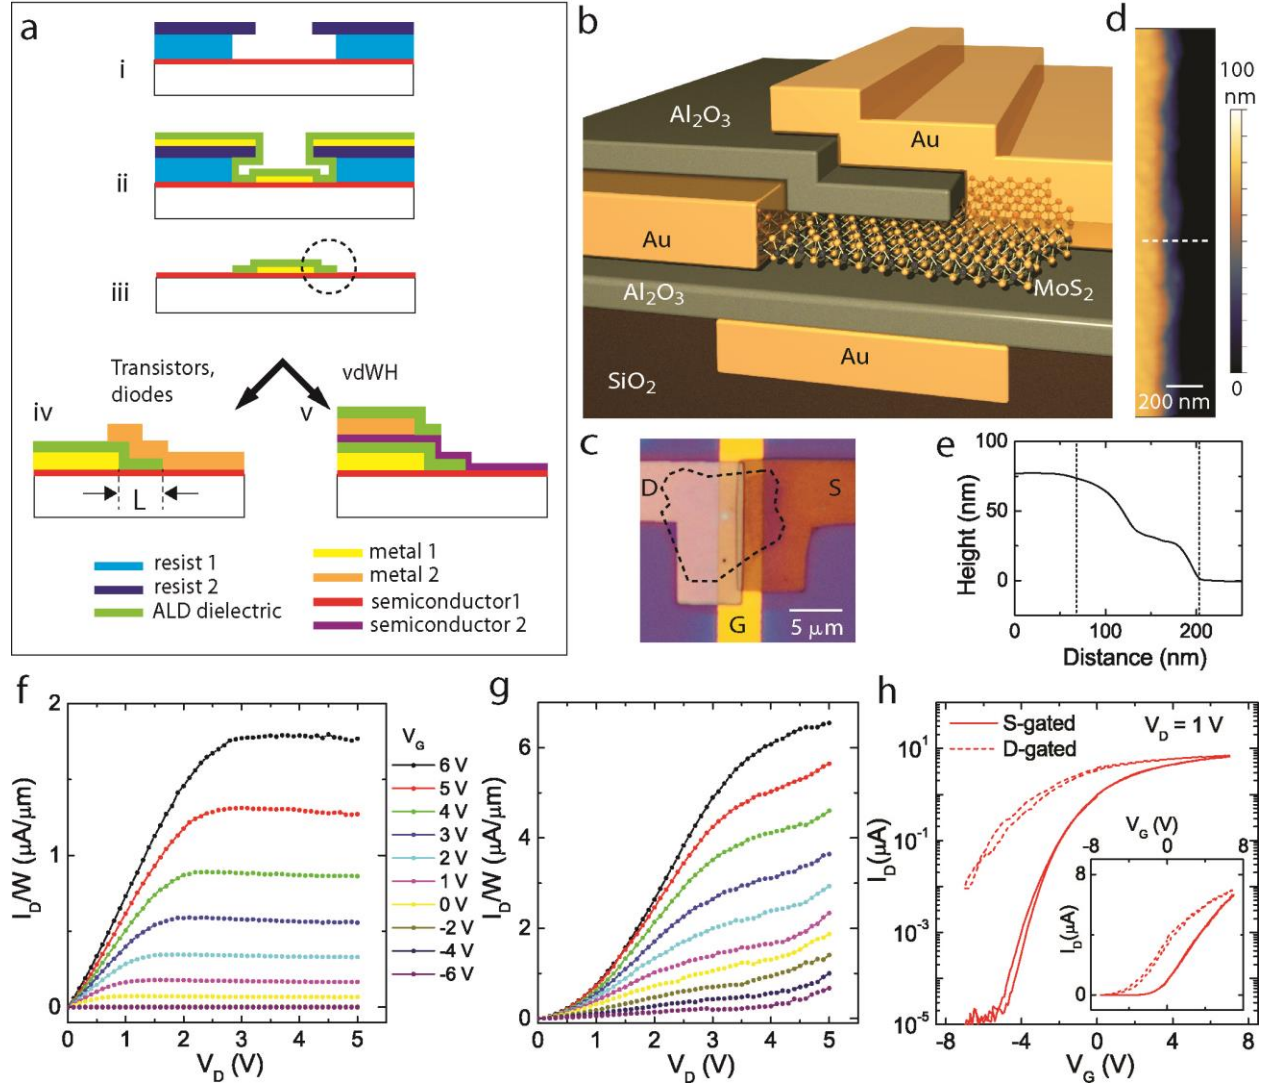 a
i
ii
iii
Transistors,
diodes
vdWH
iv
v
L
resist 1
resist 2
ALD dielectric
metal 1
metal 2
semiconductor1
semiconductor 2
b
Al2O3
Au
Au
Al2O3
MoS2
Au
SiO2
c
D
S
G
5 μm
d
100
nm
0
200 nm
e
100
50
0
Height (nm)
0
100
200
Distance (nm)
f
2
1
0
ID/W (μA/μm)
0 1 2 3 4 5
VD (V)
VG
6 V
5 V
4 V
3 V
2 V
1 V
0 V
-2 V
-4 V
-6 V
g
6
4
2
0
ID/W (μA/μm)
0 1 2 3 4 5
VD (V)
h
S-gated
D-gated
VD = 1 V
10^1
10^-1
10^-3
10^-5
ID(μA)
-8 -4 0 4 8
VG (V)
VG (V)
-8 0 8
8
4
0
ID(μA)